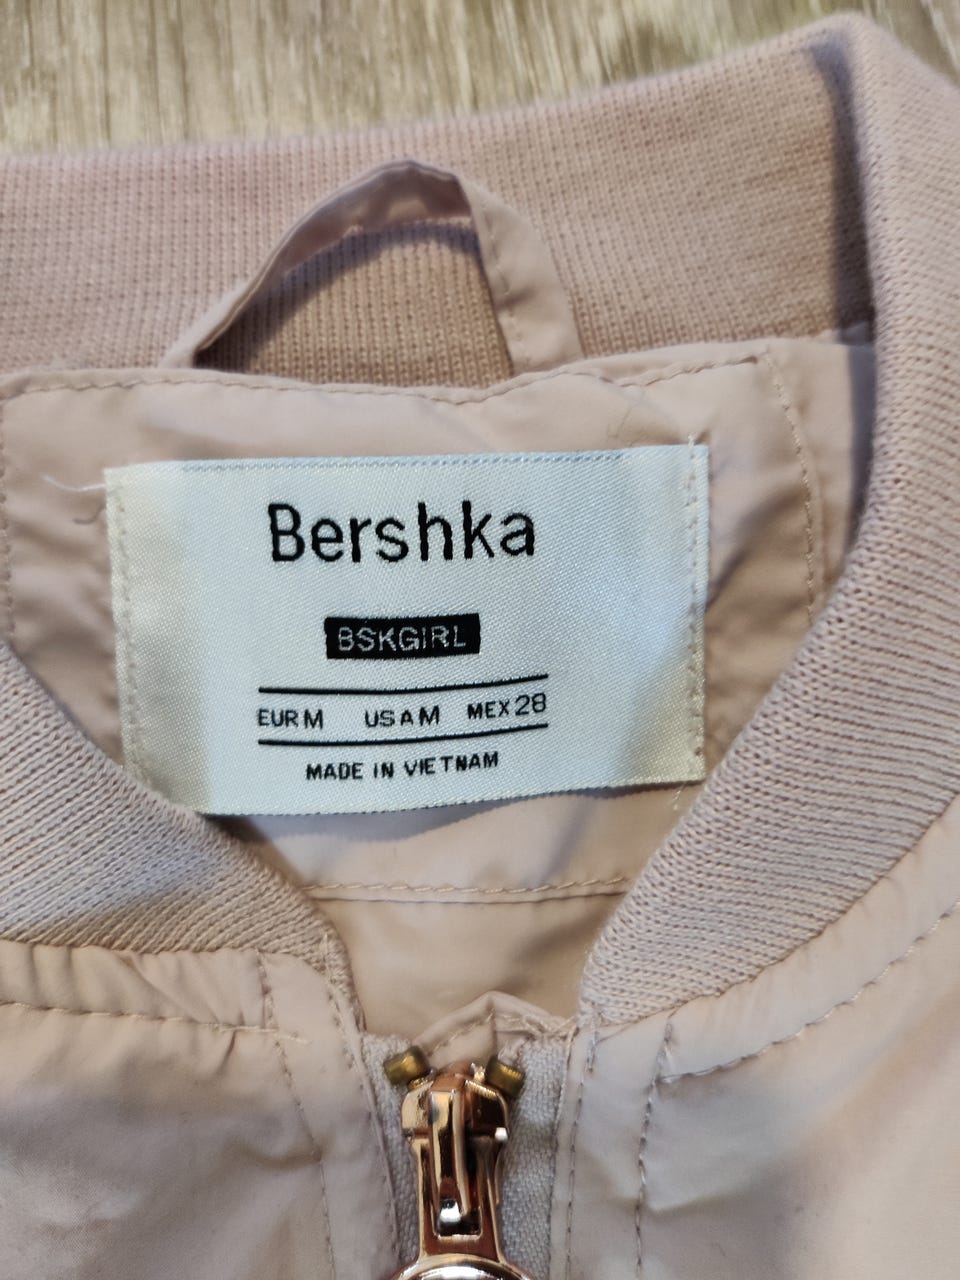 Bershka
BSKGIRL
EUR M USA M MEX 28
MADE IN VIETNAM